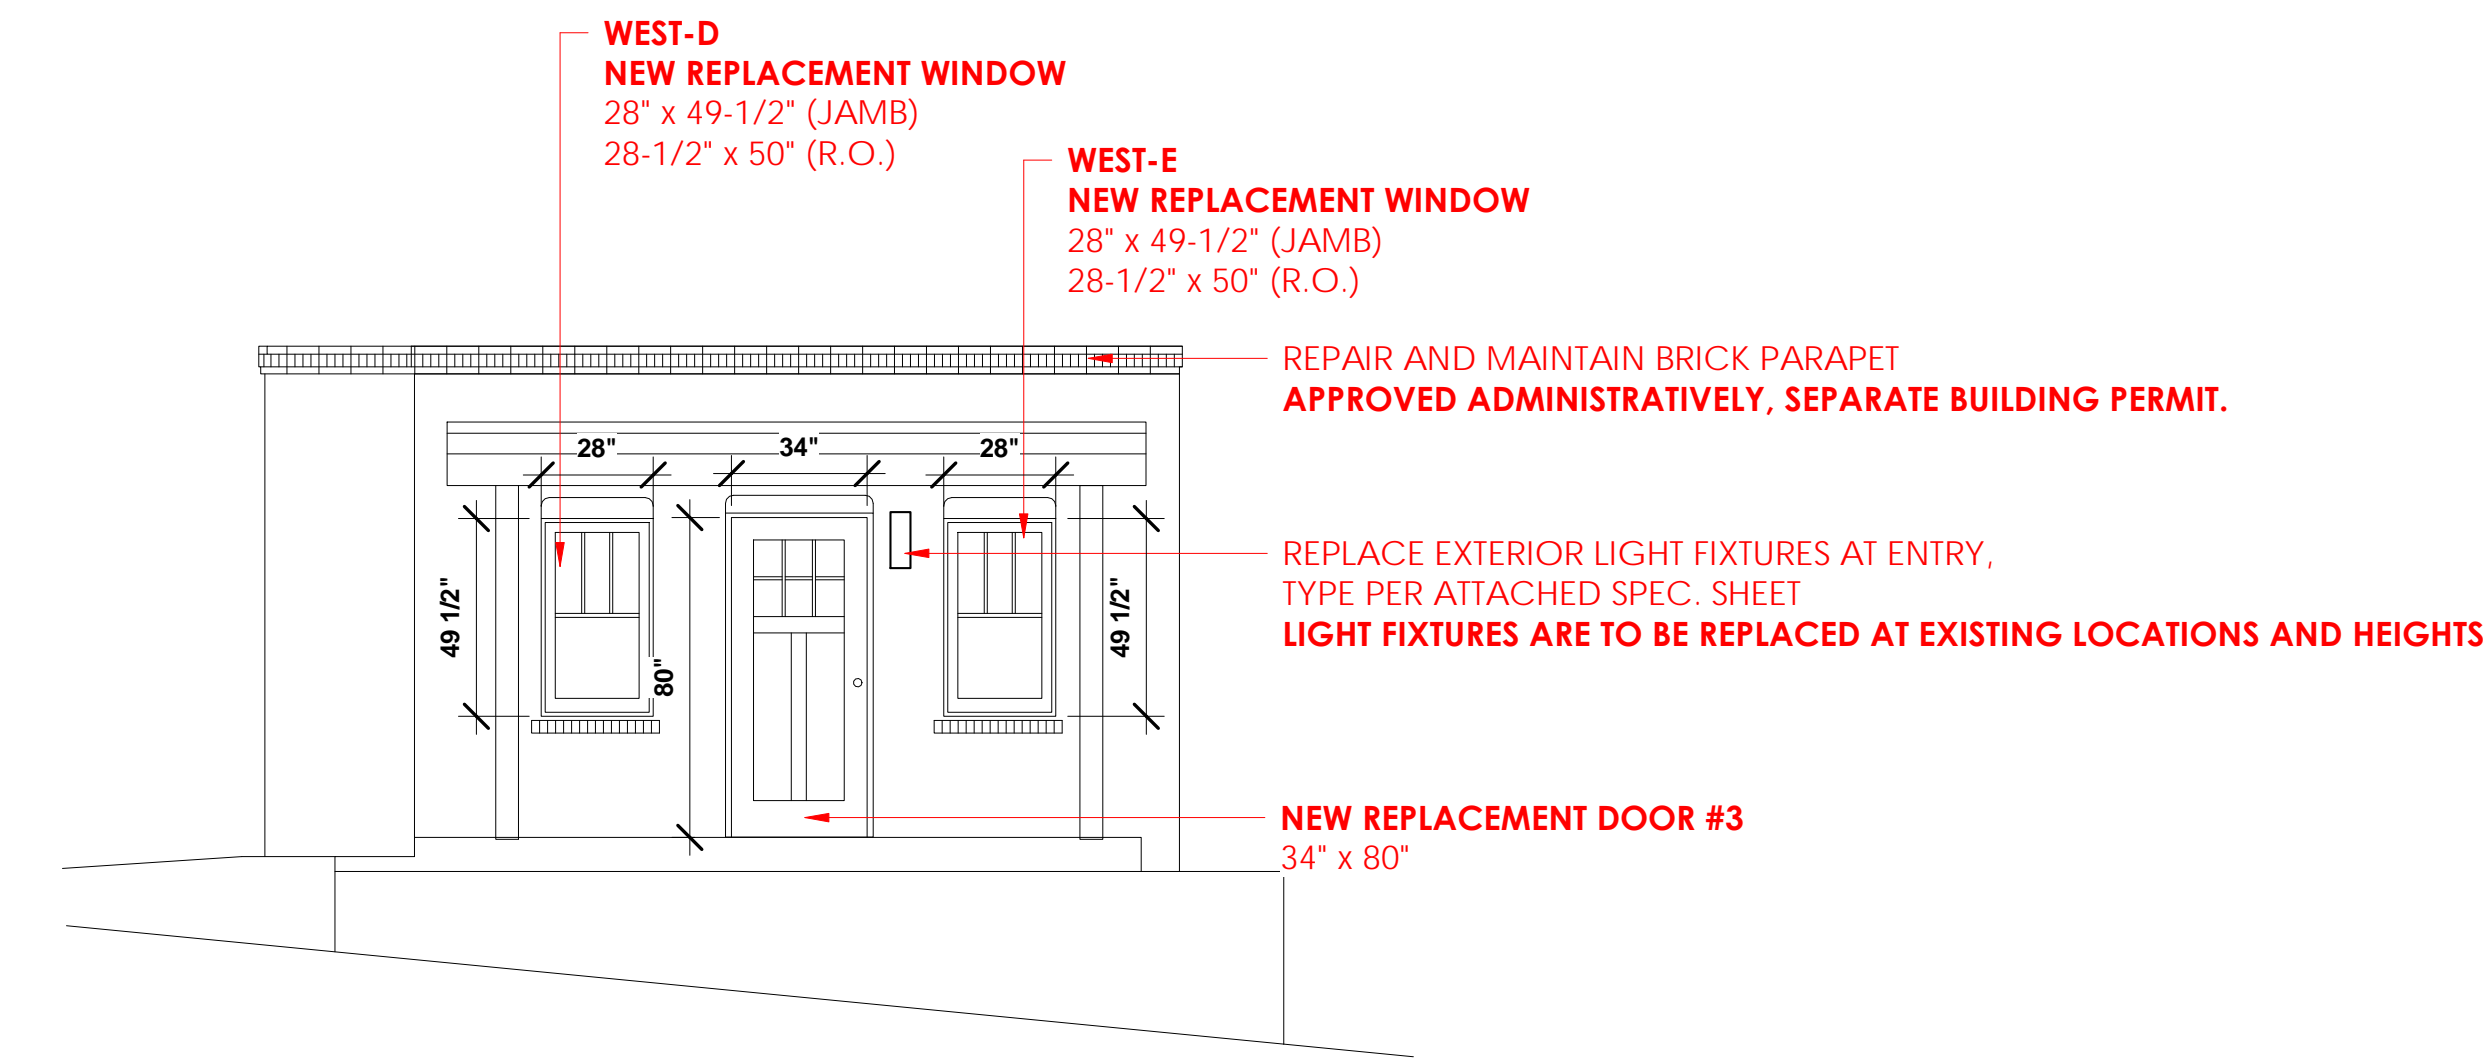 WEST-D
NEW REPLACEMENT WINDOW
28" x 49-1/2" (JAMB)
28-1/2" x 50" (R.O.)
WEST-E
NEW REPLACEMENT WINDOW
28" x 49-1/2" (JAMB)
28-1/2" x 50" (R.O.)
REPAIR AND MAINTAIN BRICK PARAPET
APPROVED ADMINISTRATIVELY, SEPARATE BUILDING PERMIT.
28"
34"
28"
REPLACE EXTERIOR LIGHT FIXTURES AT ENTRY,
TYPE PER ATTACHED SPEC. SHEET
LIGHT FIXTURES ARE TO BE REPLACED AT EXISTING LOCATIONS AND HEIGHTS
49 1/2"
80"
49 1/2"
NEW REPLACEMENT DOOR #3
34" x 80"